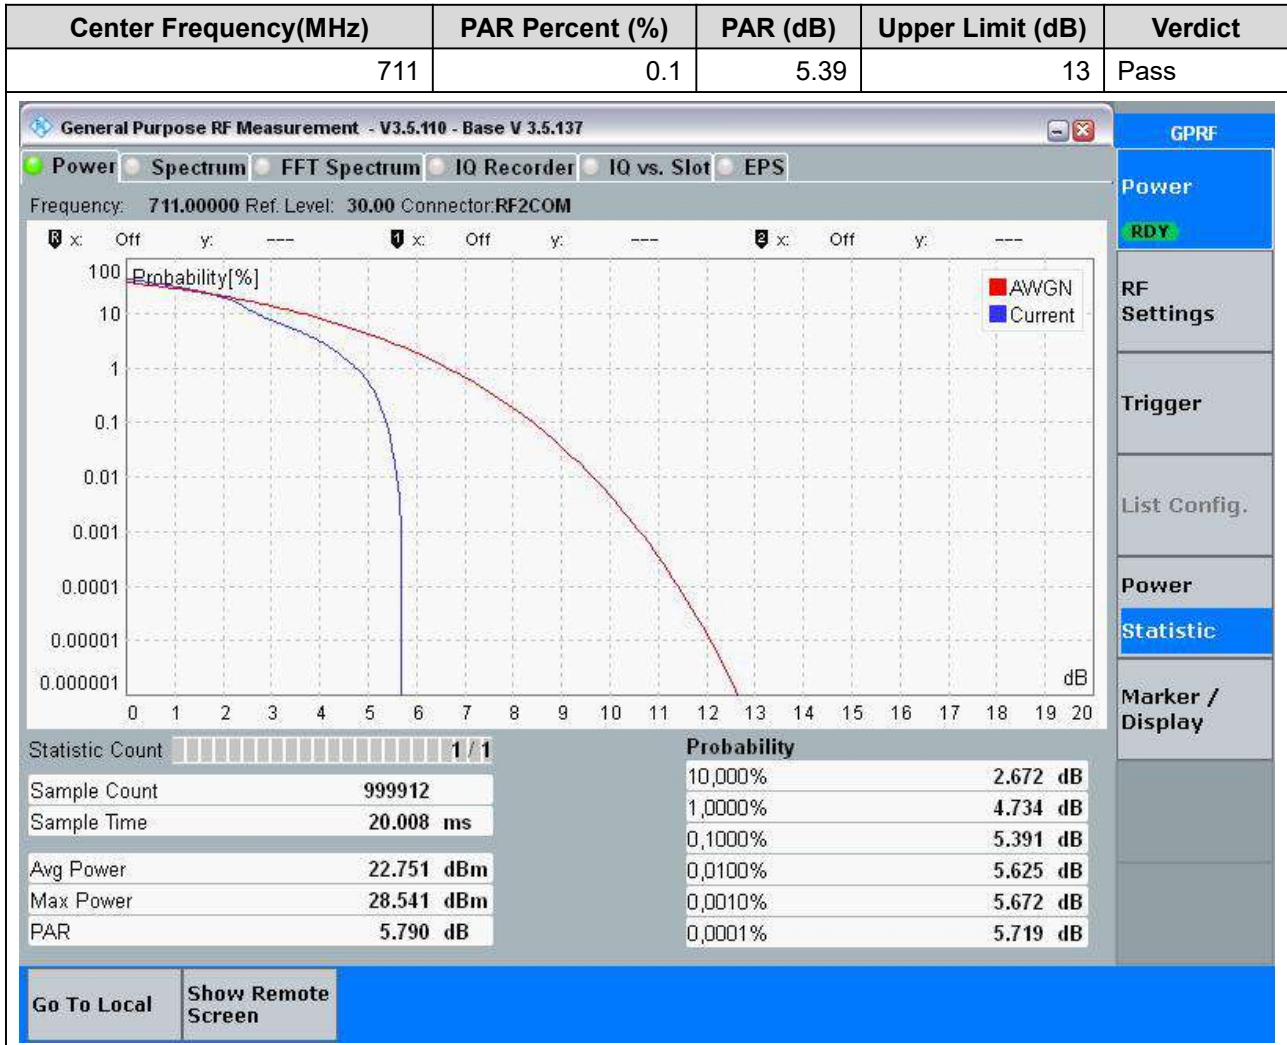 Center Frequency(MHz) PAR Percent (%) PAR (dB) Upper Limit (dB) Verdict
711 0.1 5.39 13 Pass
General Purpose RF Measurement - V3.5.110 - Base V 3.5.137
GPRF
Power Spectrum FFT Spectrum IQ Recorder IQ vs. Slot EPS
Frequency: 711.00000 Ref. Level: 30.00 Connector:RF2COM
R x: Off y: --- 1 x: Off y: --- 2 x: Off y: ---
Probability[%]
AWGN
Current
100
10
1
0.1
0.01
0.001
0.0001
0.00001
0.000001
dB
0 1 2 3 4 5 6 7 8 9 10 11 12 13 14 15 16 17 18 19 20
Statistic Count 1 / 1
Sample Count 999912
Sample Time 20.008 ms
Avg Power 22.751 dBm
Max Power 28.541 dBm
PAR 5.790 dB
Probability
10,000% 2.672 dB
1,0000% 4.734 dB
0,1000% 5.391 dB
0,0100% 5.625 dB
0,0010% 5.672 dB
0,0001% 5.719 dB
Power
RDY
RF
Settings
Trigger
List Config.
Power
Statistic
Marker /
Display
Go To Local
Show Remote
Screen